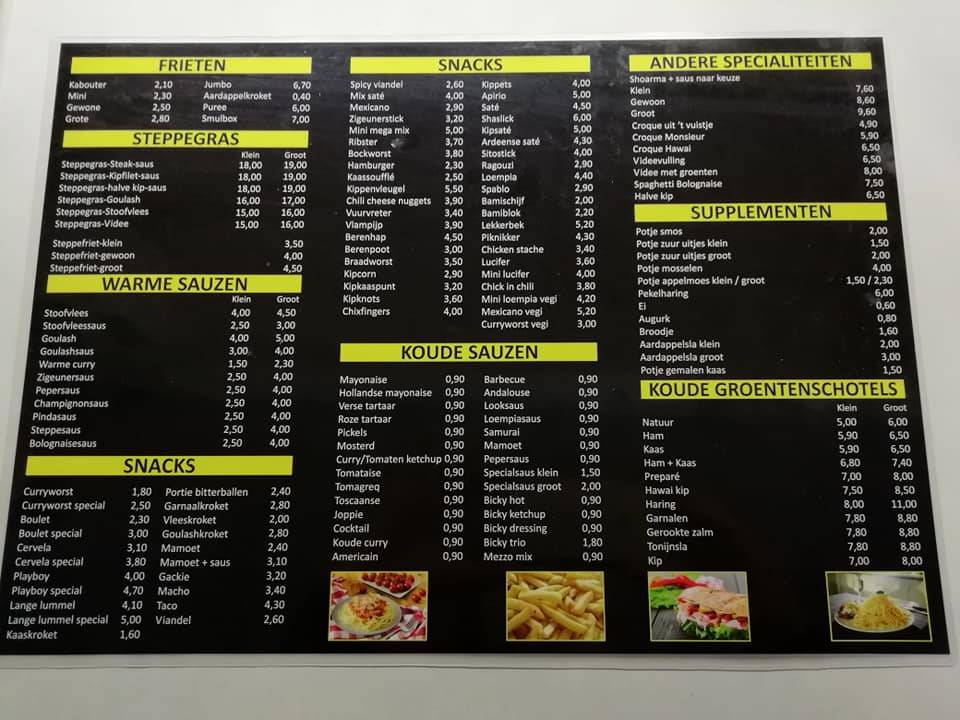 FRIETEN
Kabouter 2,10 Jumbo 6,70
Mini 2,30 Aardappelkroket 0,40
Gewone 2,50 Puree 6,00
Grote 2,80 Smulbox 7,00
STEPPEGRAS
Klein Groot
Steppegras-Steak-saus 18,00 19,00
Steppegras-Kipfilet-saus 18,00 19,00
Steppegras-halve kip-saus 18,00 19,00
Steppegras-Goulash 16,00 17,00
Steppegras-Stoofvlees 15,00 16,00
Steppegras-Videe 15,00 16,00
Steppefriet-klein 3,50
Steppefriet-gewoon 4,00
Steppefriet-groot 4,50
WARME SAUZEN
Klein Groot
Stoofvlees 4,00 4,50
Stoofvleessaus 2,50 3,00
Goulash 4,00 5,00
Goulashsaus 3,00 4,00
Warme curry 1,50 2,30
Zigeunersaus 2,50 4,00
Pepersaus 2,50 4,00
Champignonsaus 2,50 4,00
Pindasaus 2,50 4,00
Steppesaus 2,50 4,00
Bolognaisesaus 2,50 4,00
SNACKS
Curryworst 1,80 Portie bitterballen 2,40
Curryworst special 2,50 Garnaalkroket 2,80
Boulet 2,30 Vleeskroket 2,00
Boulet special 3,00 Goulashkroket 2,80
Cervela 3,10 Mamoet 2,40
Cervela special 3,80 Mamoet + saus 3,10
Playboy 4,00 Gackie 3,20
Playboy special 4,70 Macho 3,40
Lange lummel 4,10 Taco 4,30
Lange lummel special 5,00 Viandel 2,60
Kaaskroket 1,60
SNACKS
Spicy viandel 2,60 Kippets 4,00
Mix saté 4,00 Apirio 5,00
Mexicano 2,90 Saté 4,50
Zigeunerstick 3,20 Shaslick 6,00
Mini mega mix 5,00 Kipsaté 5,00
Ribster 3,70 Ardeense saté 4,30
Bockworst 3,80 Sitostick 4,00
Hamburger 2,30 Ragouzi 2,90
Kaassoufflé 2,50 Loempia 4,40
Kippenvleugel 5,50 Spablo 2,90
Chili cheese nuggets 3,90 Bamischijf 2,00
Vuurvreter 3,40 Bamiblok 2,20
Vlampijp 3,90 Lekkerbek 5,20
Berenhap 4,50 Piknikker 4,30
Berenpoot 3,00 Chicken stache 3,40
Braadworst 3,50 Lucifer 3,60
Kipcorn 2,90 Mini lucifer 4,00
Kipkaaspunt 3,20 Chick in chili 3,80
Kipknots 3,60 Mini loempia vegi 4,20
Chixfingers 4,00 Mexicano vegi 5,20
Curryworst vegi 3,00
KOUDE SAUZEN
Mayonaise 0,90 Barbecue 0,90
Hollandse mayonaise 0,90 Andalouse 0,90
Verse tartaar 0,90 Looksaus 0,90
Roze tartaar 0,90 Loempiasaus 0,90
Pickels 0,90 Samurai 0,90
Mosterd 0,90 Mamoet 0,90
Curry/Tomaten ketchup 0,90 Pepersaus 0,90
Tomataise 0,90 Specialsaus klein 1,50
Tomagreq 0,90 Specialsaus groot 2,00
Toscaanse 0,90 Bicky hot 0,90
Joppie 0,90 Bicky ketchup 0,90
Cocktail 0,90 Bicky dressing 0,90
Koude curry 0,90 Bicky trio 1,80
Americain 0,90 Mezzo mix 0,90
ANDERE SPECIALITEITEN
Shoarma + saus naar keuze
Klein 7,60
Gewoon 8,60
Groot 9,60
Croque uit 't vuistje 4,90
Croque Monsieur 5,90
Croque Hawai 6,50
Videevulling 6,50
Videe met groenten 8,00
Spaghetti Bolognaise 7,50
Halve kip 6,50
SUPPLEMENTEN
Potje smos 2,00
Potje zuur uitjes klein 1,50
Potje zuur uitjes groot 2,00
Potje mosselen 4,00
Potje appelmoes klein / groot 1,50 / 2,30
Pekelharing 6,00
Ei 0,60
Augurk 0,80
Broodje 1,60
Aardappelsla klein 2,00
Aardappelsla groot 3,00
Potje gemalen kaas 1,50
KOUDE GROENTENSCHOTELS
Klein Groot
Natuur 5,00 6,00
Ham 5,90 6,50
Kaas 5,90 6,50
Ham + Kaas 6,80 7,40
Preparé 7,00 8,00
Hawai kip 7,50 8,50
Haring 8,00 11,00
Garnalen 7,80 8,80
Gerookte zalm 7,80 8,80
Tonijnsla 7,80 8,80
Kip 7,00 8,00